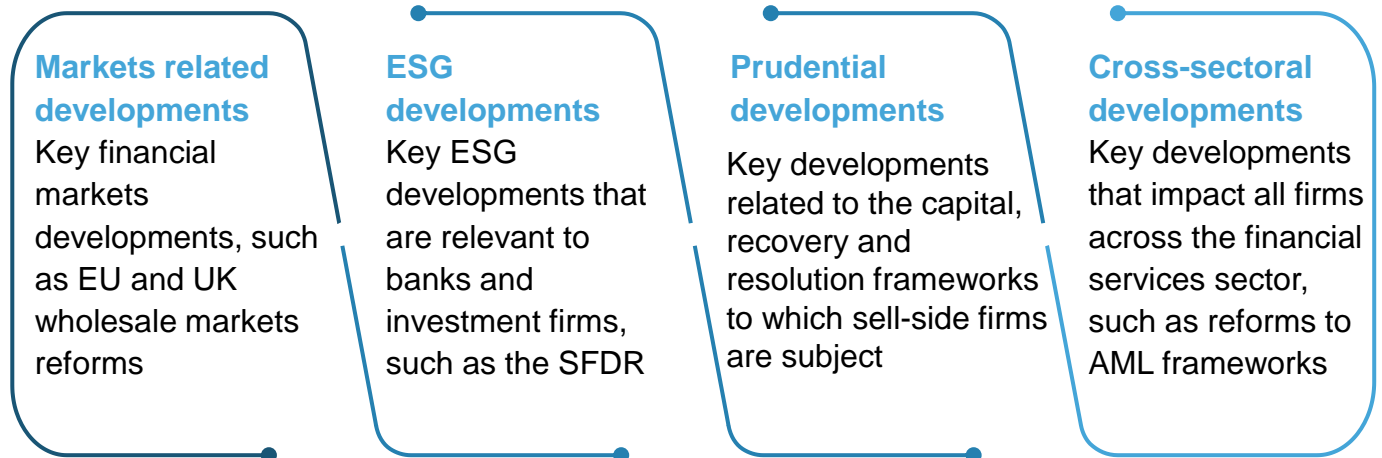 Markets related
developments
Key financial
markets
developments, such
as EU and UK
wholesale markets
reforms
ESG
developments
Key ESG
developments that
are relevant to
banks and
investment firms,
such as the SFDR
Prudential
developments
Key developments
related to the capital,
recovery and
resolution frameworks
to which sell-side firms
are subject
Cross-sectoral
developments
Key developments
that impact all firms
across the financial
services sector,
such as reforms to
AML frameworks